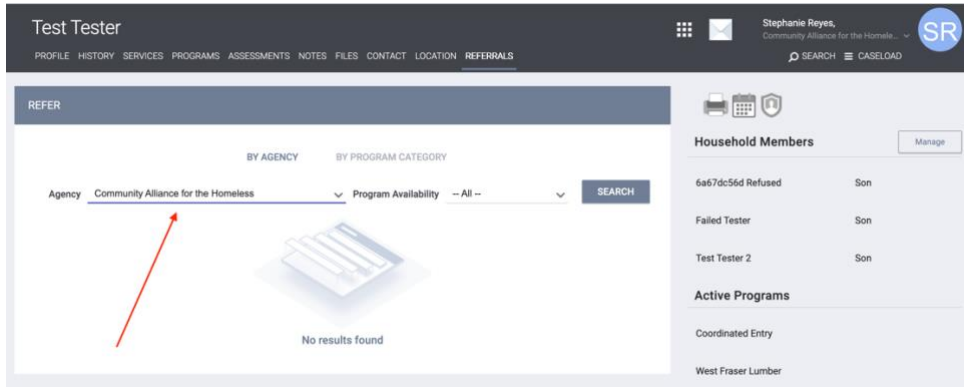 Test Tester
Stephanie Reyes,
Community Alliance for the Homele...
SR
PROFILE HISTORY SERVICES PROGRAMS ASSESSMENTS NOTES FILES CONTACT LOCATION REFERRALS
SEARCH CASELOAD
REFER
BY AGENCY BY PROGRAM CATEGORY
Agency Community Alliance for the Homeless Program Availability -- All -- SEARCH
No results found
Household Members Manage
6a67dc56d Refused Son
Failed Tester Son
Test Tester 2 Son
Active Programs
Coordinated Entry
West Fraser Lumber